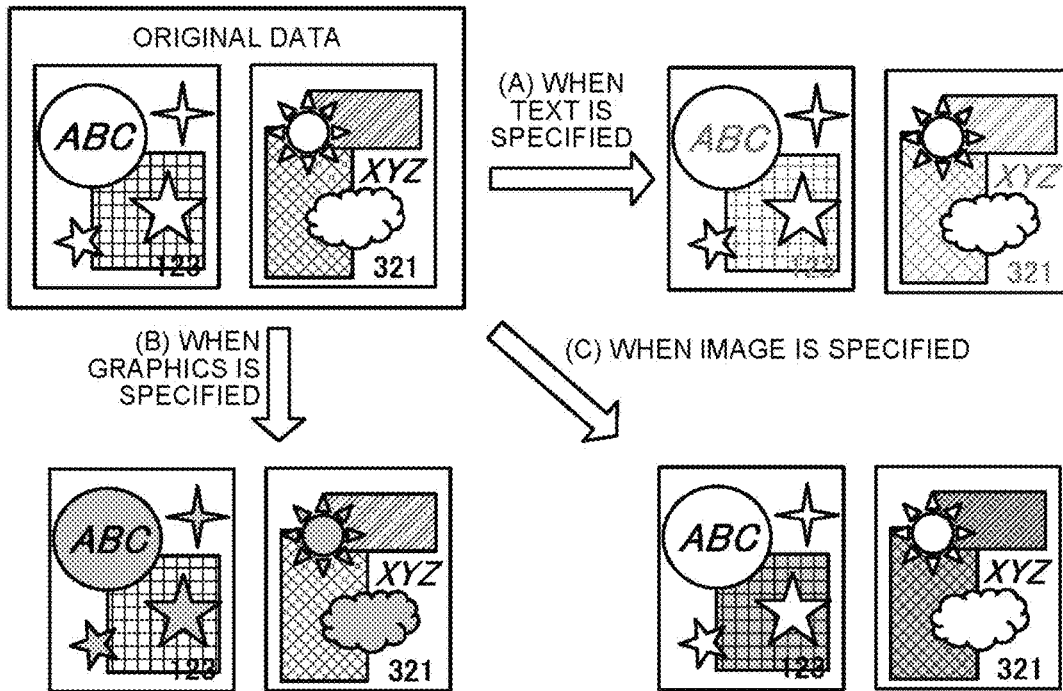 ORIGINAL DATA
ABC
123
XYZ
321
(A) WHEN
TEXT IS
SPECIFIED
ABC
123
XYZ
321
(B) WHEN
GRAPHICS IS
SPECIFIED
(C) WHEN IMAGE IS SPECIFIED
ABC
123
XYZ
321
ABC
123
XYZ
321